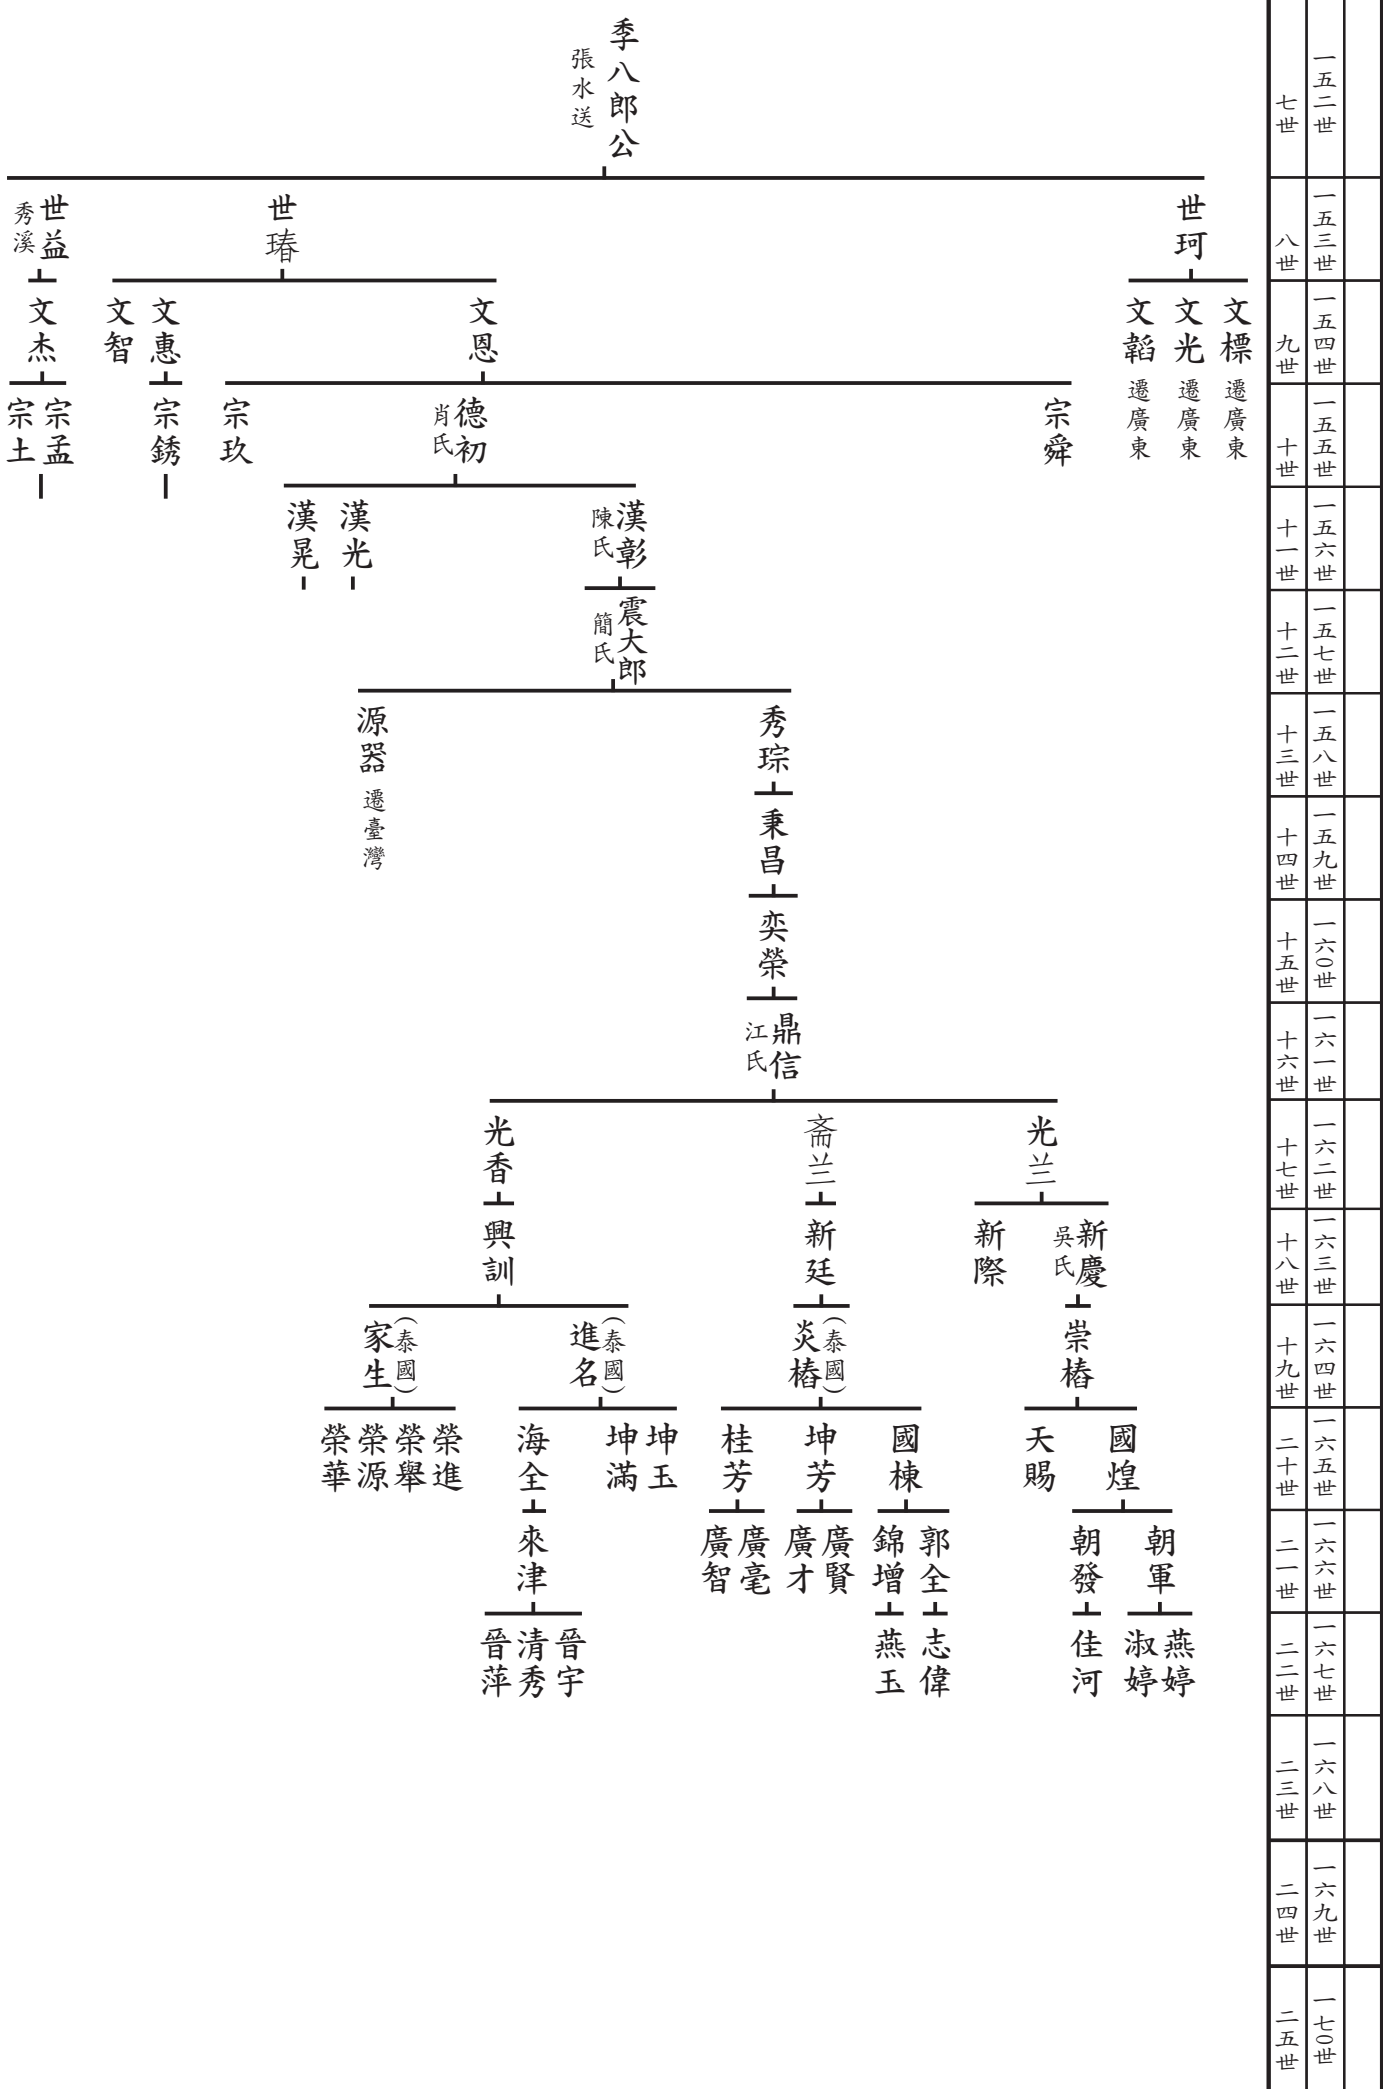 一五二世
七世
季八郎公
張水送
一五三世
八世
世珂
世瑃
世益
秀溪
一五四世
九世
文標
遷廣東
文光
遷廣東
文韜
遷廣東
文恩
文惠
文智
文杰
一五五世
十世
宗舜
德初
肖氏
宗玖
宗銹
宗孟
宗土
一五六世
十一世
漢彰
陳氏
漢光
漢晃
一五七世
十二世
震大郎
簡氏
一五八世
十三世
秀琮
源器
遷臺灣
一五九世
十四世
秉昌
一六0世
十五世
奕榮
一六一世
十六世
鼎信
江氏
一六二世
十七世
光兰
斋兰
光香
一六三世
十八世
新慶
吳氏
新際
新廷
興訓
一六四世
十九世
崇樁
(泰國)
炎樁
(泰國)
進名
(泰國)
家生
一六五世
二十世
國煌
天賜
國棟
坤芳
桂芳
坤玉
坤滿
海全
榮進
榮舉
榮源
榮華
一六六世
二一世
朝軍
朝發
郭全
錦增
廣賢
廣才
廣亳
廣智
來津
一六七世
二二世
燕婷
淑婷
佳河
志偉
燕玉
晉宇
清秀
晉萍
一六八世
二三世
一六九世
二四世
一七0世
二五世